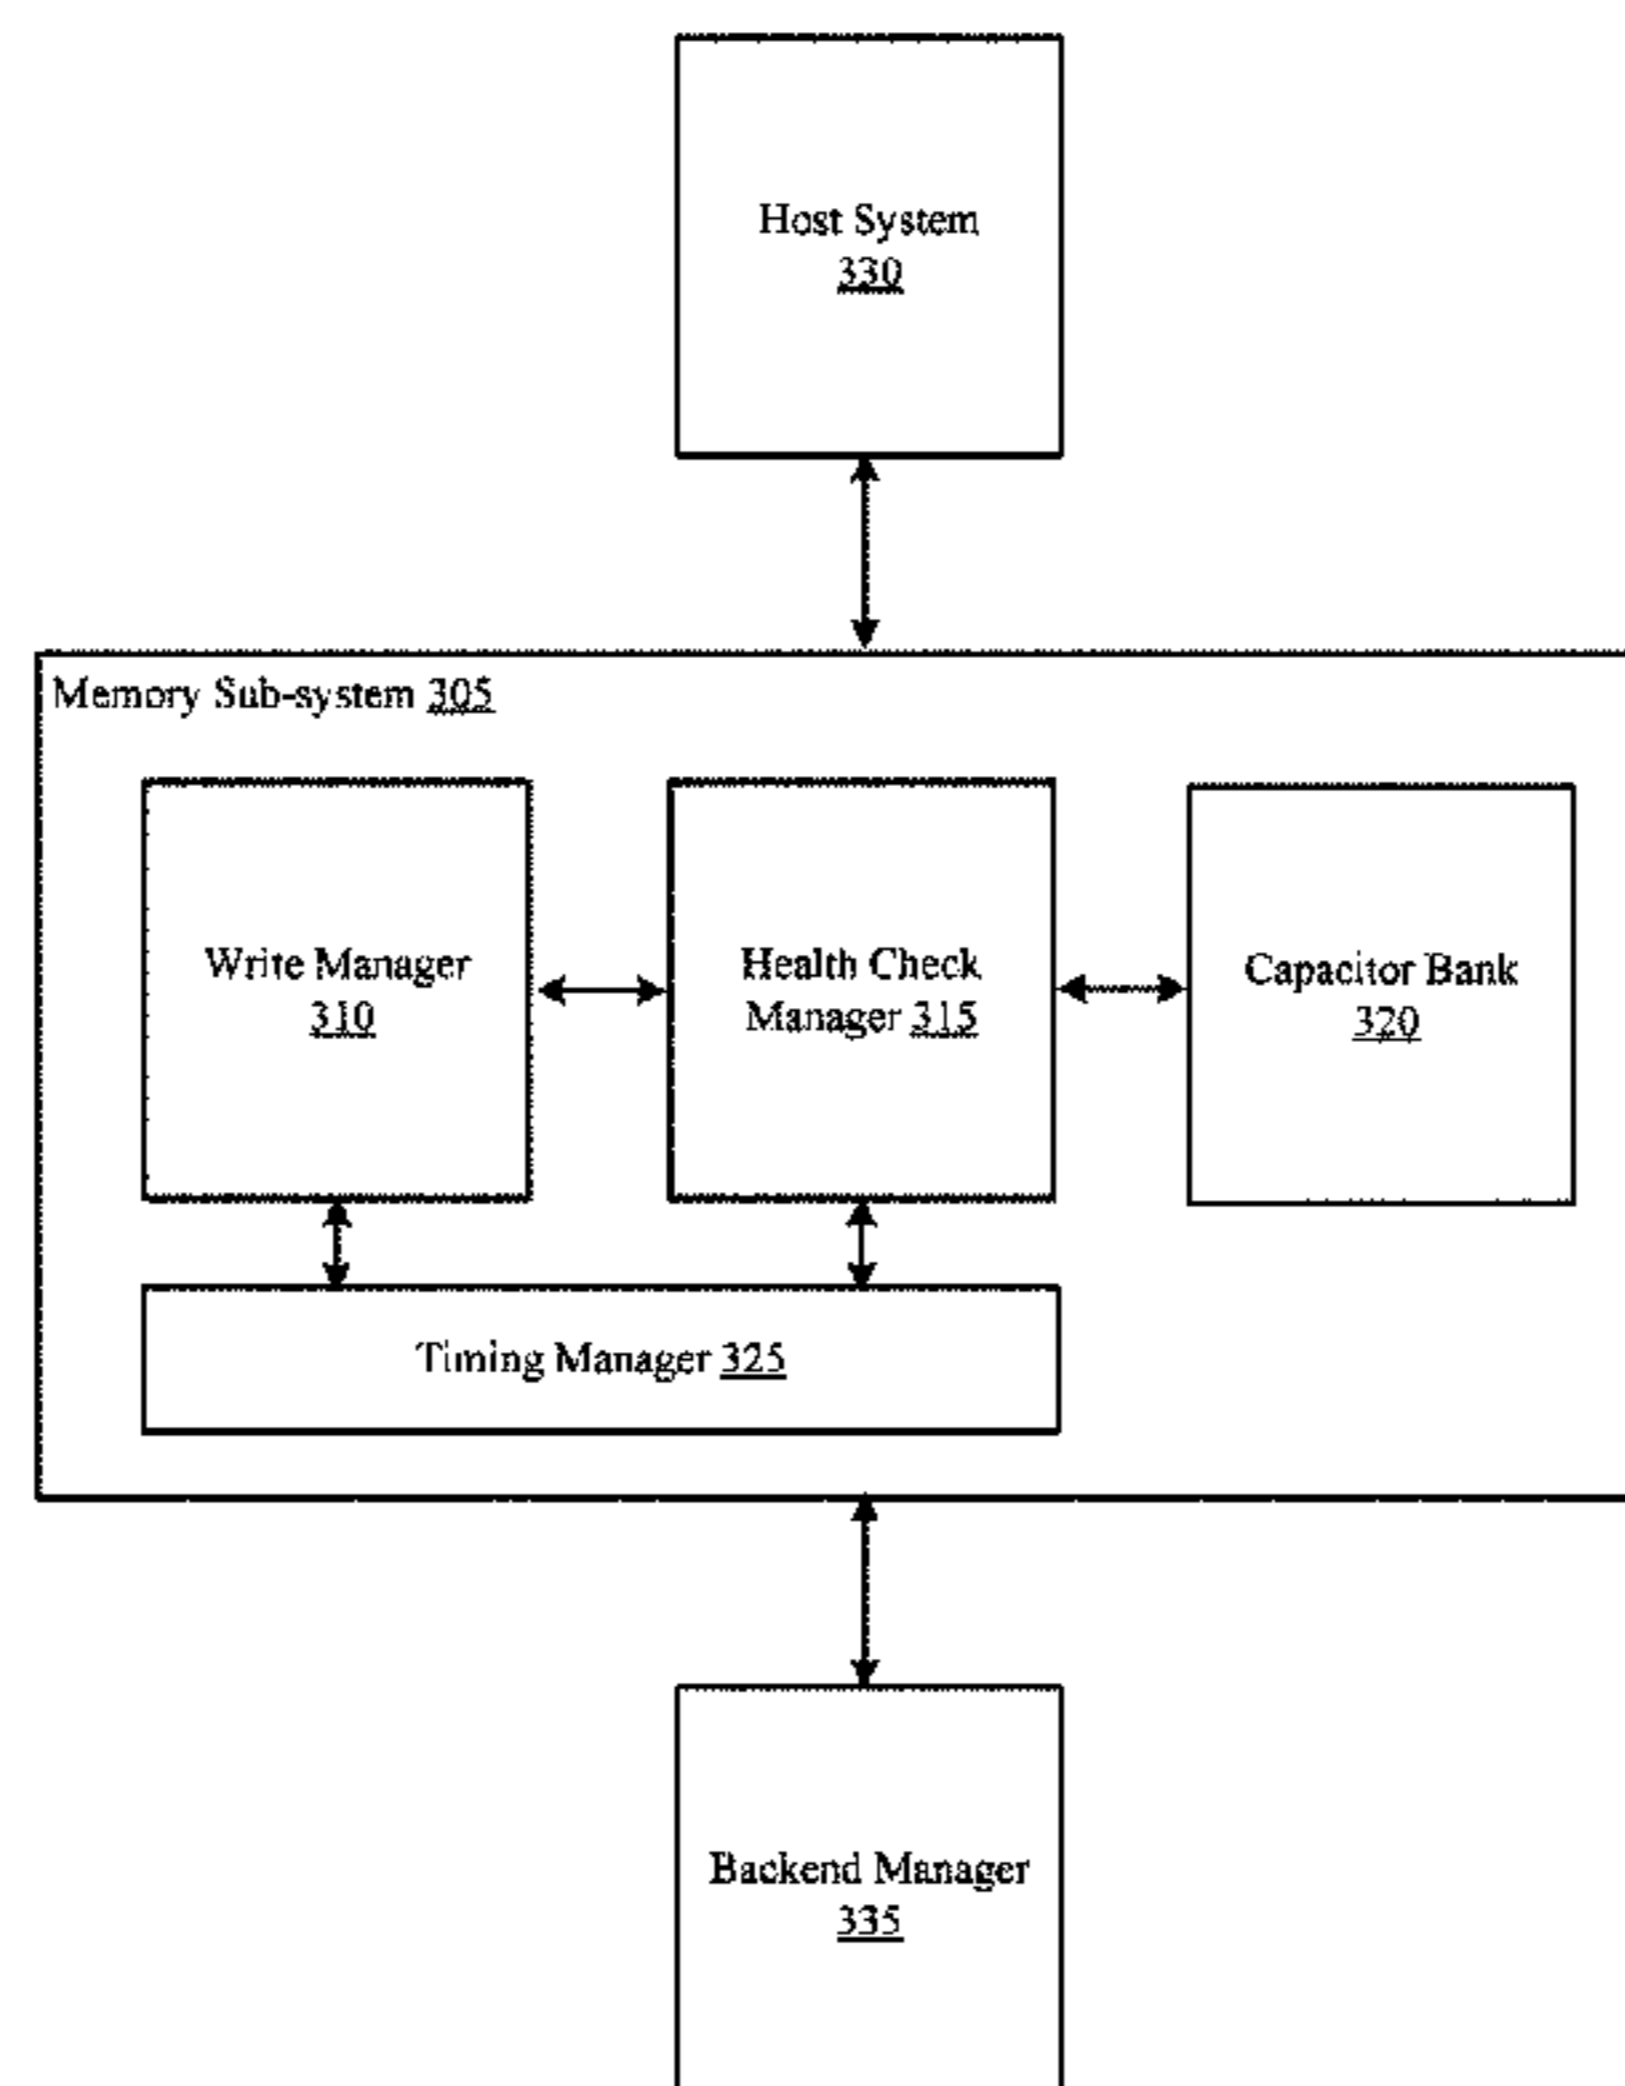 Host System
330
Memory Sub-system 305
Write Manager
310
Health Check
Manager 315
Capacitor Bank
320
Timing Manager 325
Backend Manager
335